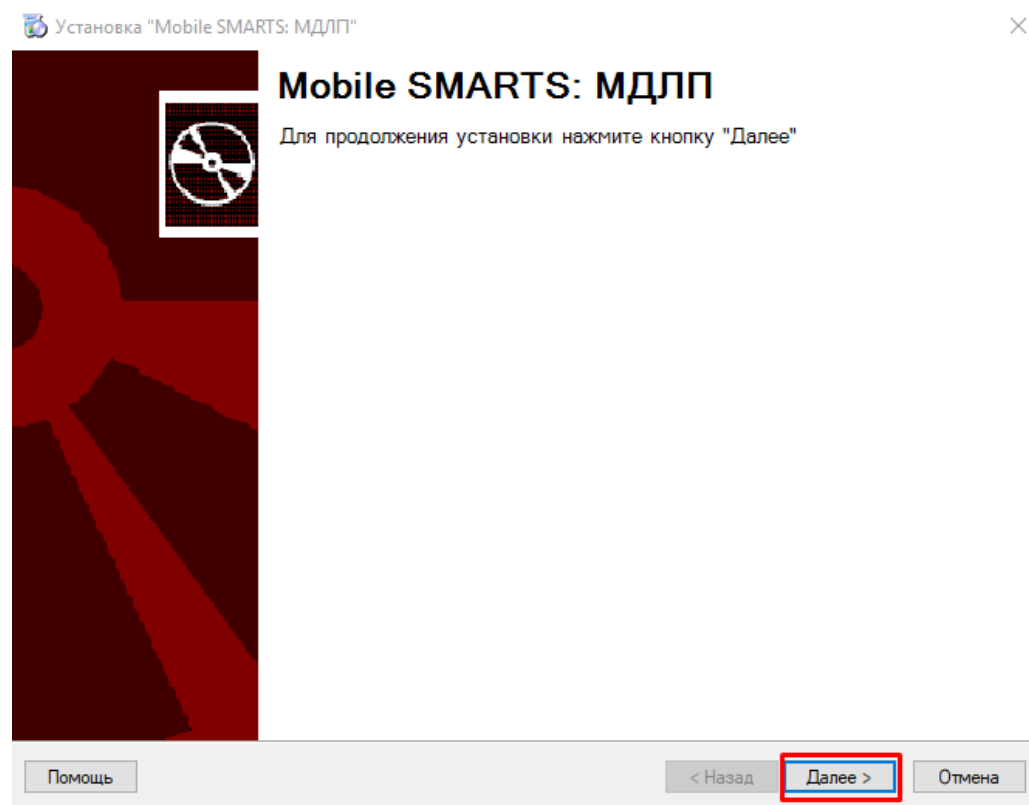 Установка "Mobile SMARTS: МДЛП"
Mobile SMARTS: МДЛП
Для продолжения установки нажмите кнопку "Далее"
Помощь
< Назад
Далее >
Отмена